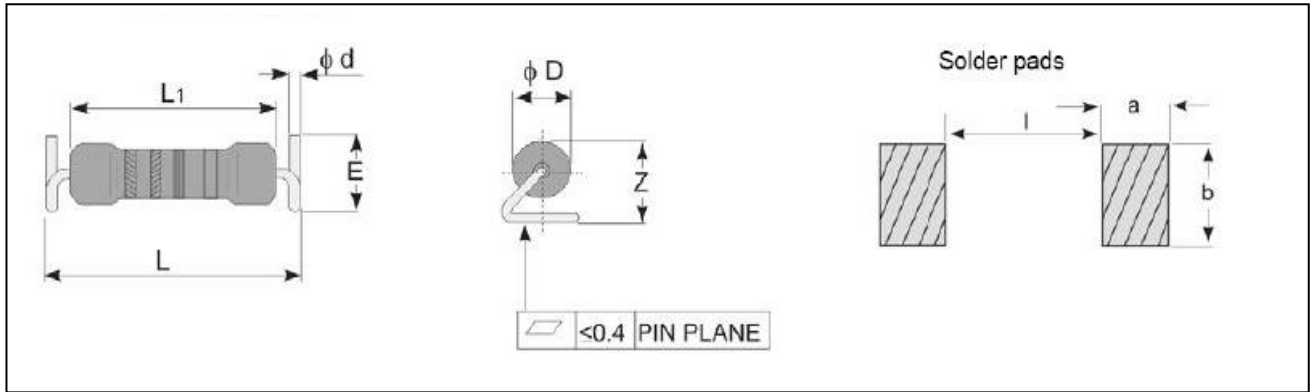 ϕ d
L1
E
L
ϕ D
Z
≤0.4 PIN PLANE
Solder pads
l
a
b